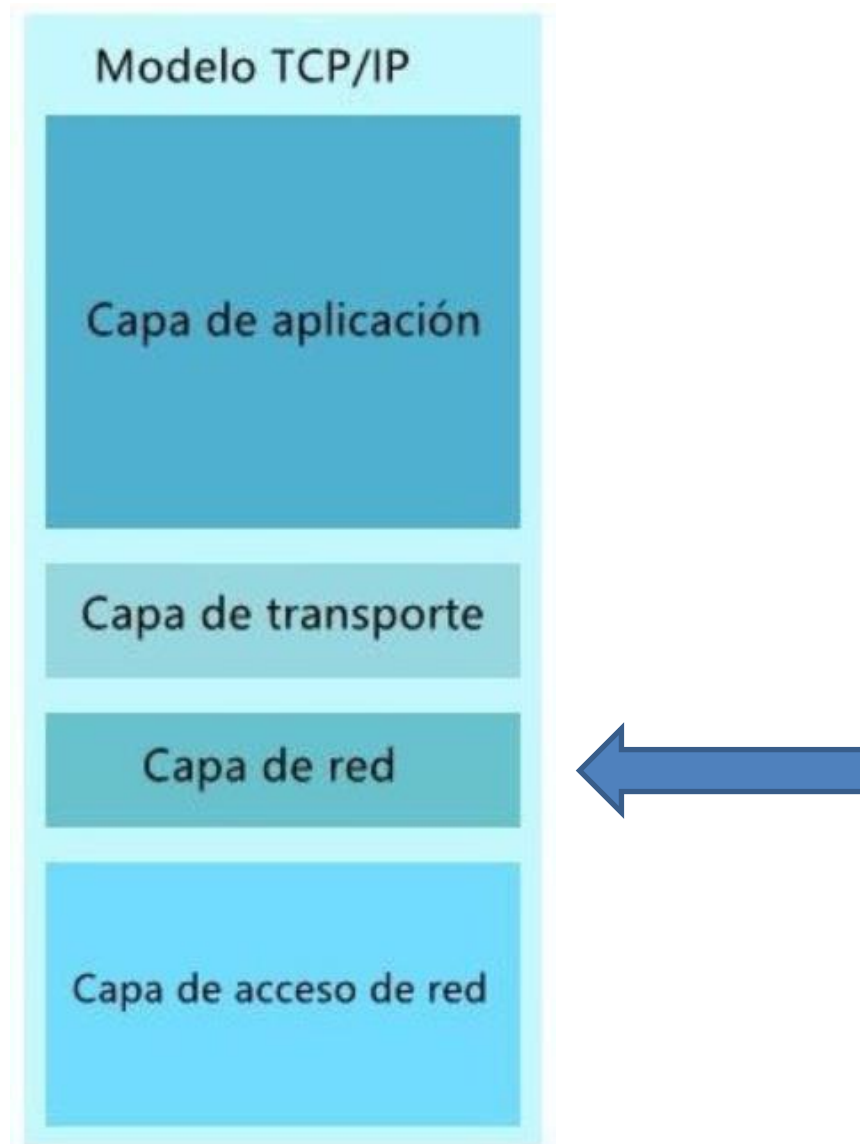 Modelo TCP/IP
Capa de aplicación
Capa de transporte
Capa de red
Capa de acceso de red